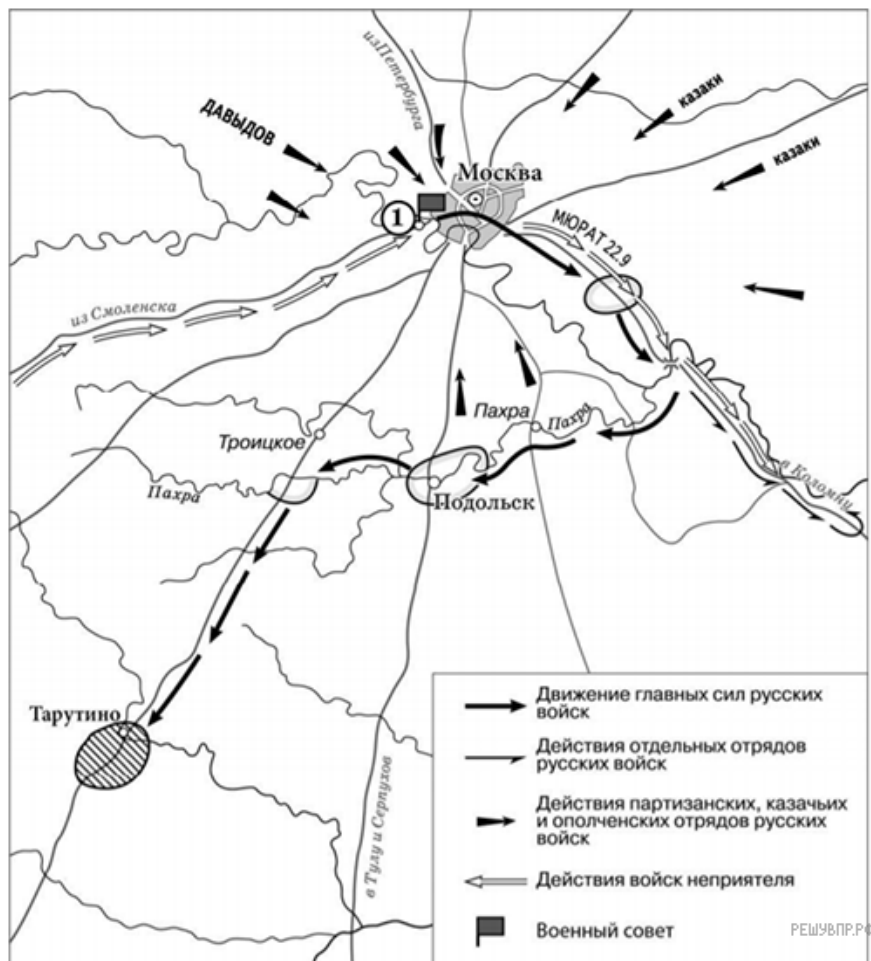 из Петербурга
ДАВЫДОВ
казаки
казаки
Москва
1
МЮРАТ 22.9
из Смоленска
Троицкое
Пахра
Пахра
Пахра
Подольск
в Коломну
Тарутино
в Тулу и Серпухов
Движение главных сил русских
войск
Действия отдельных отрядов
русских войск
Действия партизанских, казачьих
и ополченских отрядов русских
войск
Действия войск неприятеля
Военный совет
РЕШУВПР.РФ